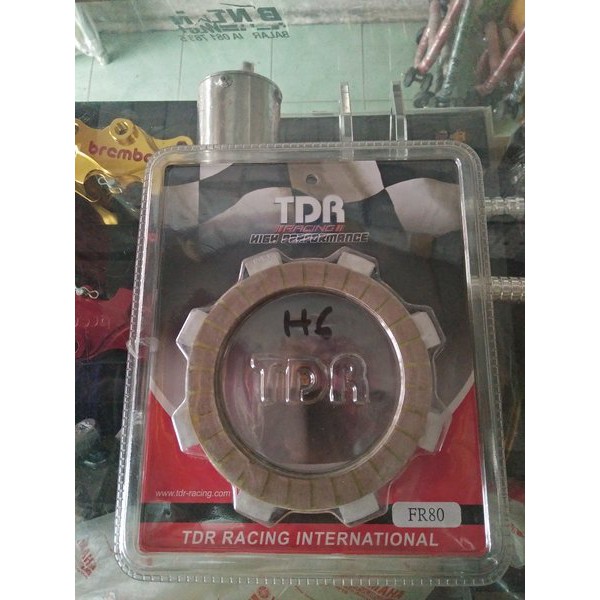 brembo
TDR
RACING
HIGH PERFORMANCE
H6
TDR
www.tdr-racing.com
FR80
TDR RACING INTERNATIONAL